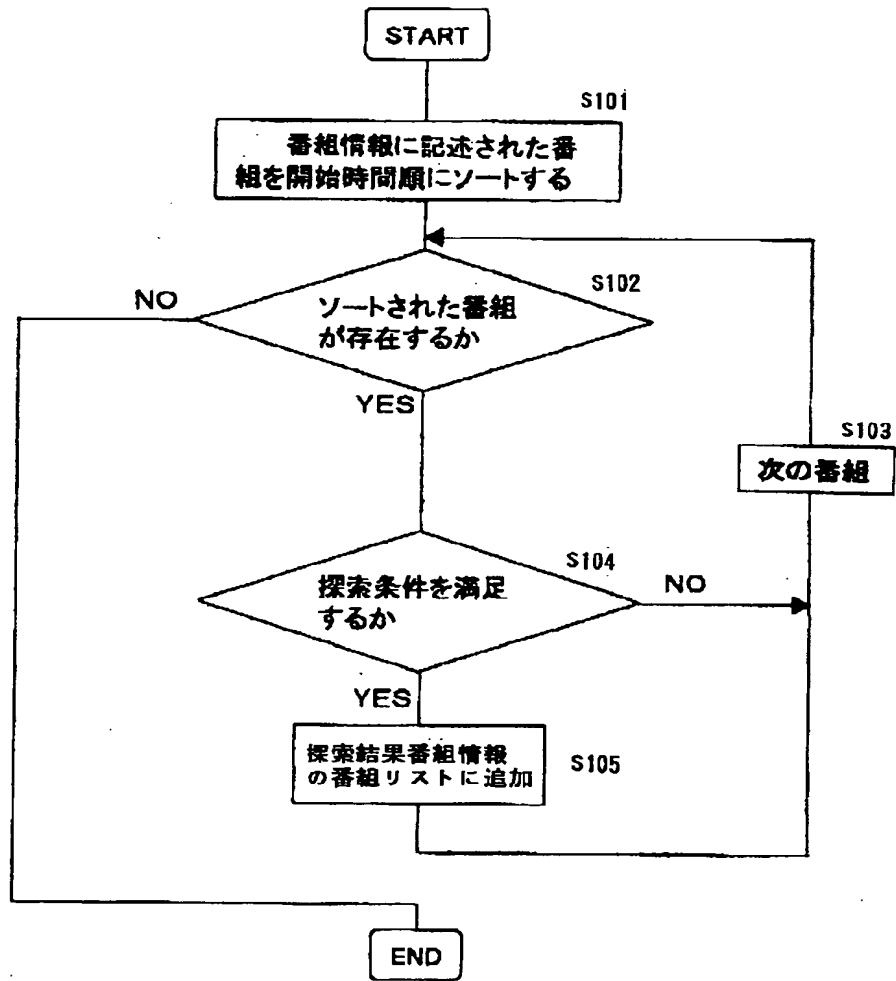 START
S101
番組情報に記述された番
組を開始時間順にソートする
S102
NO
ソートされた番組
が存在するか
YES
S103
次の番組
S104
探索条件を満足
するか
NO
YES
探索結果番組情報
の番組リストに追加
S105
END